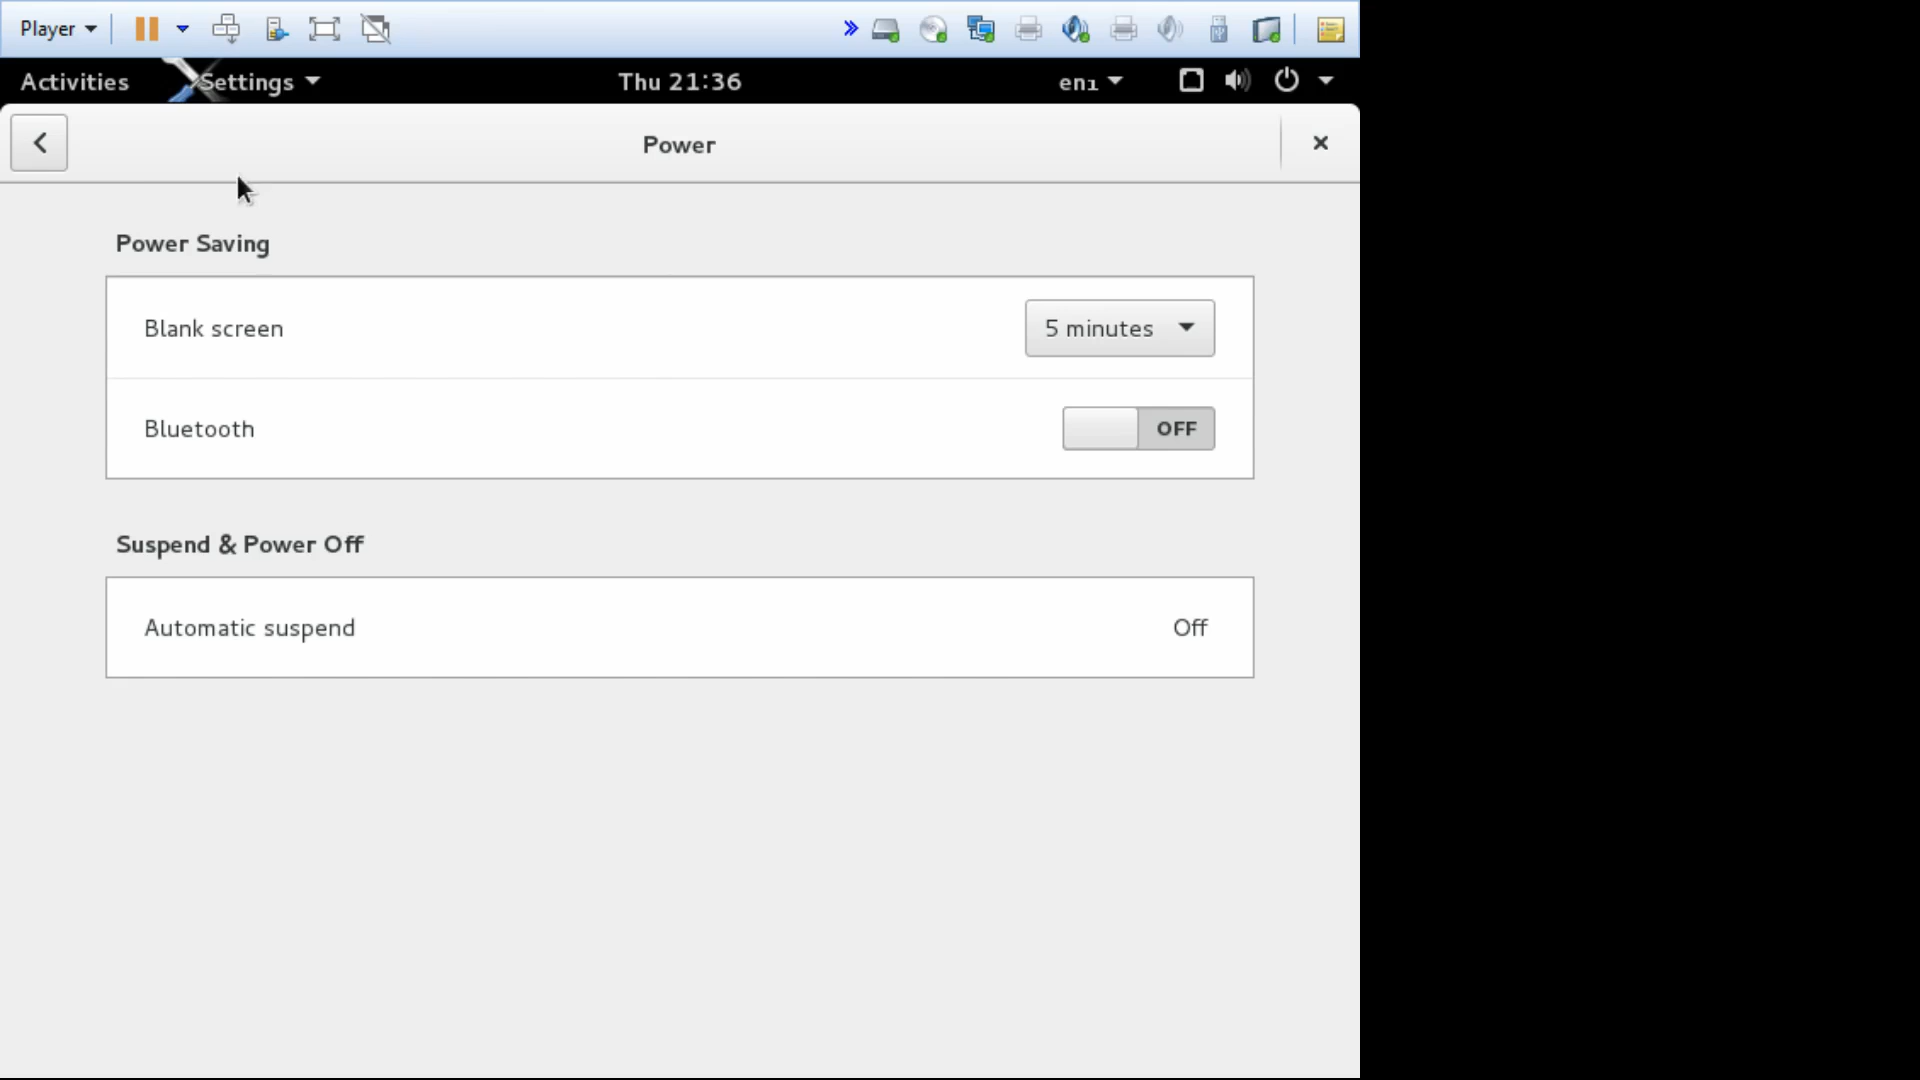 Player
Activities Settings Thu 21:36 en1
Power
Power Saving
Blank screen 5 minutes
Bluetooth OFF
Suspend & Power Off
Automatic suspend Off